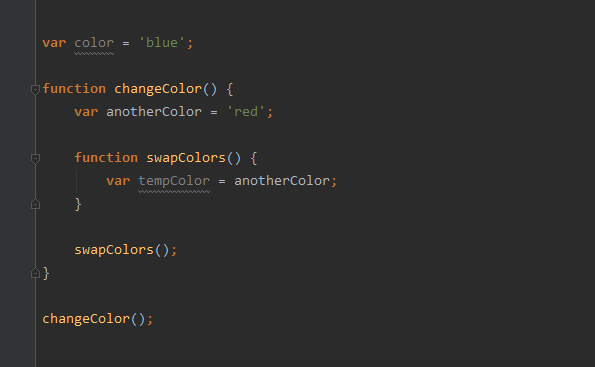 var color = 'blue';
function changeColor() {
    var anotherColor = 'red';
    function swapColors() {
        var tempColor = anotherColor;
    }
    swapColors();
}
changeColor();